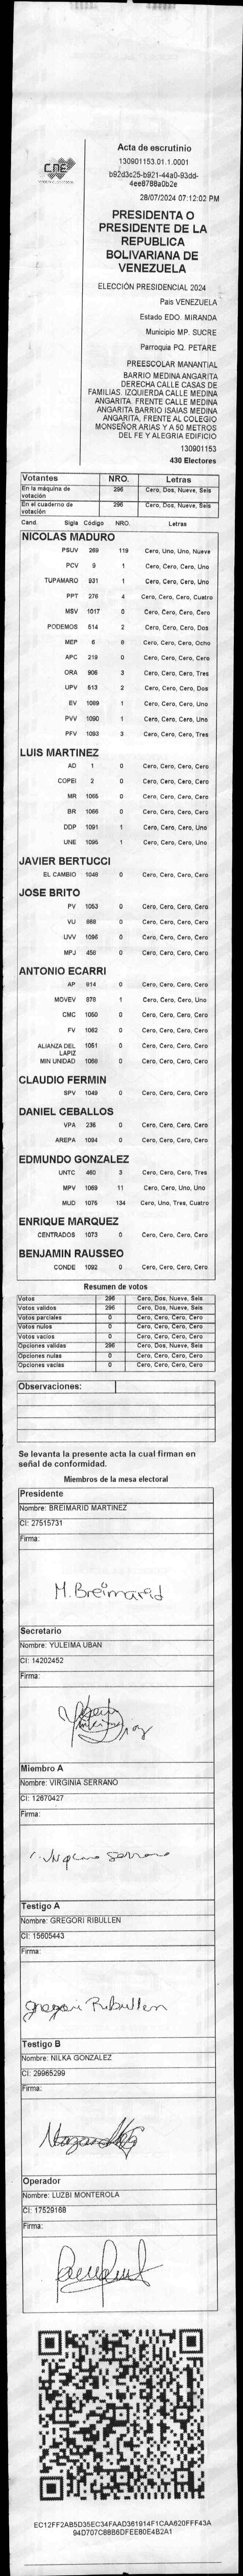 CNE
Acta de escrutinio
130901153.01.1.0001
b92d3c25-b921-44a0-93dd-
4ee8768a0b2e
28/07/2024 07:12:02 PM
PRESIDENTA O
PRESIDENTE DE LA
REPUBLICA
BOLIVARIANA DE
VENEZUELA
ELECCIÓN PRESIDENCIAL 2024
Pais VENEZUELA
Estado EDO. MIRANDA
Municipio MP. SUCRE
Parroquia PQ. PETARE
PREESCOLAR MANANTIAL
BARRIO MEDINA ANGARITA
DERECHA CALLE CASAS DE
FAMILIAS. IZQUIERDA CALLE MEDINA
ANGARITA. FRENTE CALLE MEDINA
ANGARITA BARRIO ISAIAS MEDINA
ANGARITA, FRENTE AL COLEGIO
MONSEÑOR ARIAS Y A 50 METROS
DEL FE Y ALEGRIA EDIFICIO
130901153
430 Electores
Votantes NRO. Letras
En la máquina de votación 296 Cero, Dos, Nueve, Seis
En el cuaderno de votación 296 Cero, Dos, Nueve, Seis
Cand. Sigla Código NRO. Letras
NICOLAS MADURO
PSUV 269 119 Cero, Uno, Uno, Nueve
PCV 9 1 Cero, Cero, Cero, Uno
TUPAMARO 931 1 Cero, Cero, Cero, Uno
PPT 276 4 Cero, Cero, Cero, Cuatro
MSV 1017 0 Cero, Cero, Cero, Cero
PODEMOS 514 2 Cero, Cero, Cero, Dos
MEP 6 8 Cero, Cero, Cero, Ocho
APC 219 0 Cero, Cero, Cero, Cero
ORA 906 3 Cero, Cero, Cero, Tres
UPV 513 2 Cero, Cero, Cero, Dos
EV 1089 1 Cero, Cero, Cero, Uno
PVV 1090 1 Cero, Cero, Cero, Uno
PFV 1093 3 Cero, Cero, Cero, Tres
LUIS MARTINEZ
AD 1 0 Cero, Cero, Cero, Cero
COPEI 2 0 Cero, Cero, Cero, Cero
MR 1065 0 Cero, Cero, Cero, Cero
BR 1066 0 Cero, Cero, Cero, Cero
DDP 1091 1 Cero, Cero, Cero, Uno
UNE 1095 1 Cero, Cero, Cero, Uno
JAVIER BERTUCCI
EL CAMBIO 1048 0 Cero, Cero, Cero, Cero
JOSE BRITO
PV 1053 0 Cero, Cero, Cero, Cero
VU 868 0 Cero, Cero, Cero, Cero
UVV 1096 0 Cero, Cero, Cero, Cero
MPJ 458 0 Cero, Cero, Cero, Cero
ANTONIO ECARRI
AP 914 0 Cero, Cero, Cero, Cero
MOVEV 978 1 Cero, Cero, Cero, Uno
CMC 1050 0 Cero, Cero, Cero, Cero
FV 1062 0 Cero, Cero, Cero, Cero
ALIANZA DEL LAPIZ 1051 0 Cero, Cero, Cero, Cero
MIN UNIDAD 1068 0 Cero, Cero, Cero, Cero
CLAUDIO FERMIN
SPV 1049 0 Cero, Cero, Cero, Cero
DANIEL CEBALLOS
VPA 236 0 Cero, Cero, Cero, Cero
AREPA 1094 0 Cero, Cero, Cero, Cero
EDMUNDO GONZALEZ
UNTC 460 3 Cero, Cero, Cero, Tres
MPV 1069 11 Cero, Cero, Uno, Uno
MUD 1075 134 Cero, Uno, Tres, Cuatro
ENRIQUE MARQUEZ
CENTRADOS 1073 0 Cero, Cero, Cero, Cero
BENJAMIN RAUSSEO
CONDE 1092 0 Cero, Cero, Cero, Cero
Resumen de votos
Votos 296 Cero, Dos, Nueve, Seis
Votos validos 296 Cero, Dos, Nueve, Seis
Votos parciales 0 Cero, Cero, Cero, Cero
Votos nulos 0 Cero, Cero, Cero, Cero
Votos vacios 0 Cero, Cero, Cero, Cero
Opciones validas 296 Cero, Dos, Nueve, Seis
Opciones nulas 0 Cero, Cero, Cero, Cero
Opciones vacias 0 Cero, Cero, Cero, Cero
Observaciones:
Se levanta la presente acta la cual firman en
señal de conformidad.
Miembros de la mesa electoral
Presidente
Nombre: BREIMARID MARTINEZ
CI: 27515731
Firma:
M. Breimarid
Secretario
Nombre: YULEIMA UBAN
CI: 14202452
Firma:
Miembro A
Nombre: VIRGINIA SERRANO
CI: 12670427
Firma:
Serrano
Testigo A
Nombre: GREGORI RIBULLEN
CI: 15605443
Firma:
gregori Ribullen
Testigo B
Nombre: NILKA GONZALEZ
CI: 29965299
Firma:
Operador
Nombre: LUZBI MONTEROLA
CI: 17529168
Firma:
EC12FF2AB5D35EC34FAAD361914F1CAA620FFF43A
94D707C88B6DFEE80E4B2A1